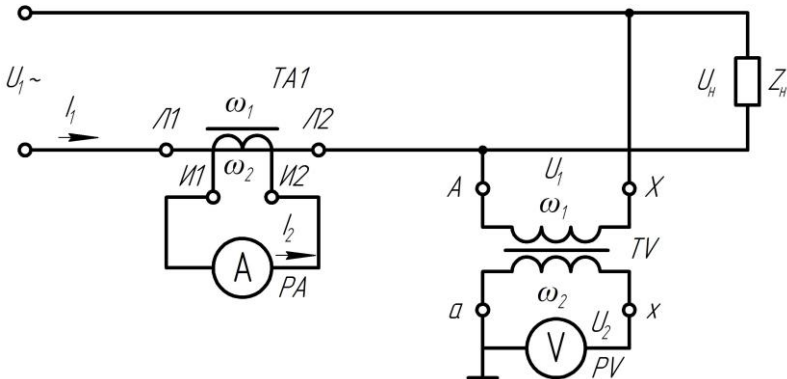 U₁~
I₁
Л1
TA1
ω₁
Л2
И1
ω₂
И2
I₂
A
PA
Uн
Zн
A
U₁
X
ω₁
TV
ω₂
a
U₂
x
V
PV